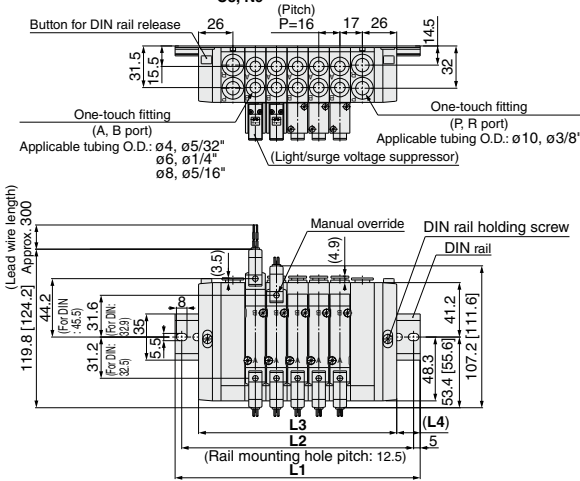 (Pitch)
P=16
17
26
26
14.5
Button for DIN rail release
31.5
15.5
32
One-touch fitting
(A, B port)
Applicable tubing O.D.: ø4, ø5/32"
ø6, ø1/4"
ø8, ø5/16"
One-touch fitting
(P, R port)
Applicable tubing O.D.: ø10, ø3/8"
(Light/surge voltage suppressor)
(Lead wire length)
Approx. 300
Manual override
DIN rail holding screw
DIN rail
(3.5)
(4.9)
119.8 [124.2]
44.2
(For DIN
: 45.5)
31.6
(For DIN:
32.9)
35
8
5.5
31.2
(For DIN:
32.5)
41.2
107.2 [111.6]
48.3
53.4 [55.6]
L3
(L4)
L2
5
(Rail mounting hole pitch: 12.5)
L1